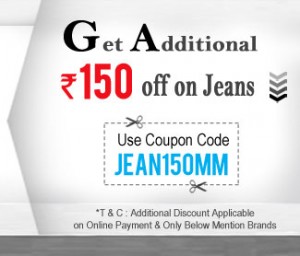 Get Additional
₹150 off on Jeans
Use Coupon Code
JEAN150MM
*T & C : Additional Discount Applicable
on Online Payment & Only Below Mention Brands